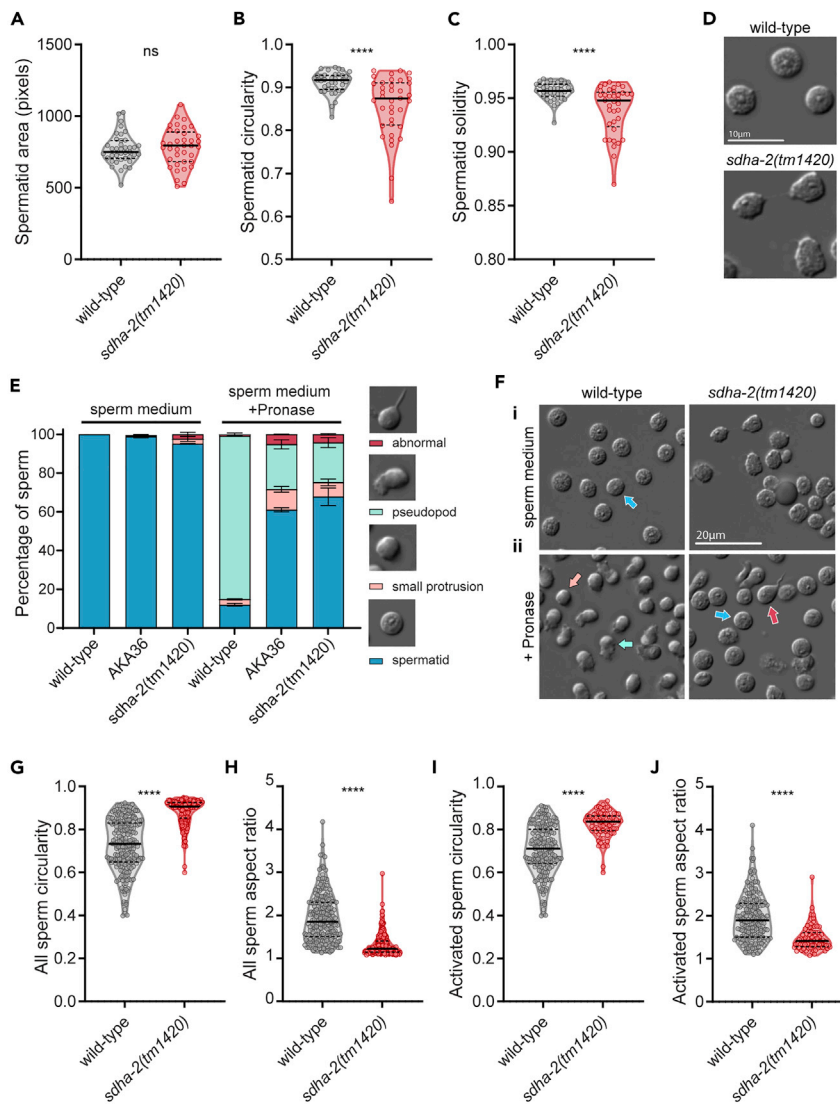 A
Spermatid area (pixels)
1500
1000
500
0
ns
wild-type
sdha-2(tm1420)
B
Spermatid circularity
1.0
0.9
0.8
0.7
0.6
0.5
****
wild-type
sdha-2(tm1420)
C
Spermatid solidity
1.00
0.95
0.90
0.85
0.80
****
wild-type
sdha-2(tm1420)
D
wild-type
10μm
sdha-2(tm1420)
E
sperm medium
sperm medium
+Pronase
Percentage of sperm
100
80
60
40
20
0
wild-type
AKA36
sdha-2(tm1420)
wild-type
AKA36
sdha-2(tm1420)
abnormal
pseudopod
small protrusion
spermatid
F
wild-type
sdha-2(tm1420)
i
sperm medium
20μm
ii
+ Pronase
G
All sperm circularity
1.0
0.8
0.6
0.4
0.2
0.0
****
wild-type
sdha-2(tm1420)
H
All sperm aspect ratio
5
4
3
2
1
0
****
wild-type
sdha-2(tm1420)
I
Activated sperm circularity
1.0
0.8
0.6
0.4
0.2
0.0
****
wild-type
sdha-2(tm1420)
J
Activated sperm aspect ratio
5
4
3
2
1
0
****
wild-type
sdha-2(tm1420)